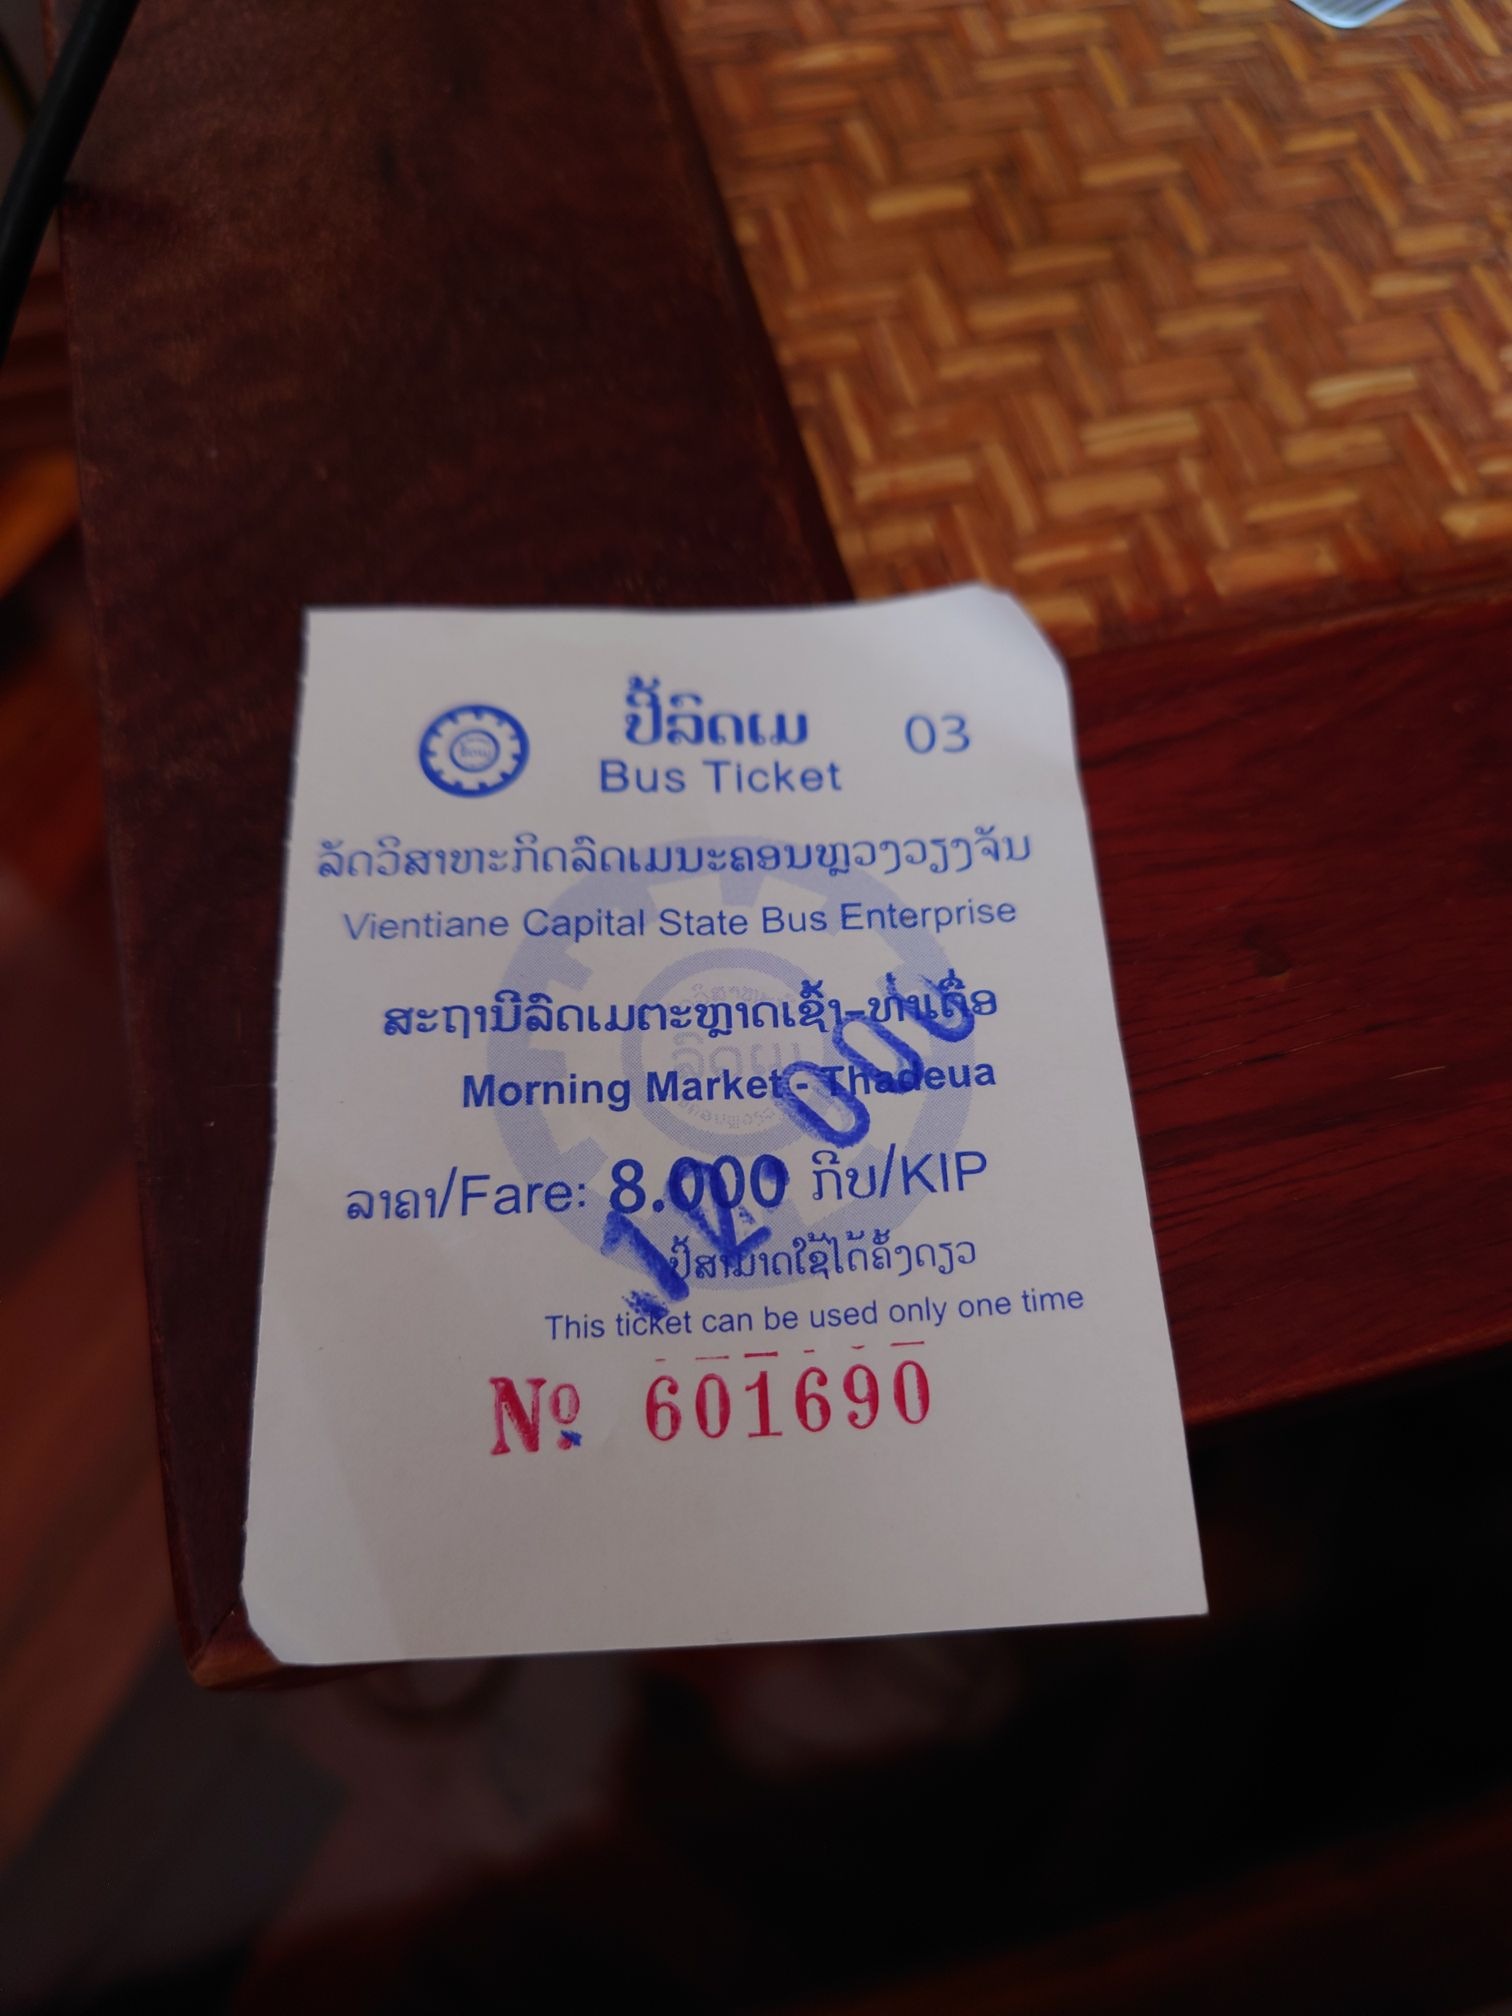 ປີ້ລົດເມ 03
Bus Ticket
ລັດວິສາຫະກິດລົດເມນະຄອນຫຼວງວຽງຈັນ
Vientiane Capital State Bus Enterprise
ສະຖານີລົດເມຕະຫຼາດເຊົ້າ-ທ່າເດື່ອ
Morning Market - Thadeua
ລາຄາ/Fare: 8.000 ກີບ/KIP
12.000
ປີ້ສາມາດໃຊ້ໄດ້ຄັ້ງດຽວ
This ticket can be used only one time
№ 601690